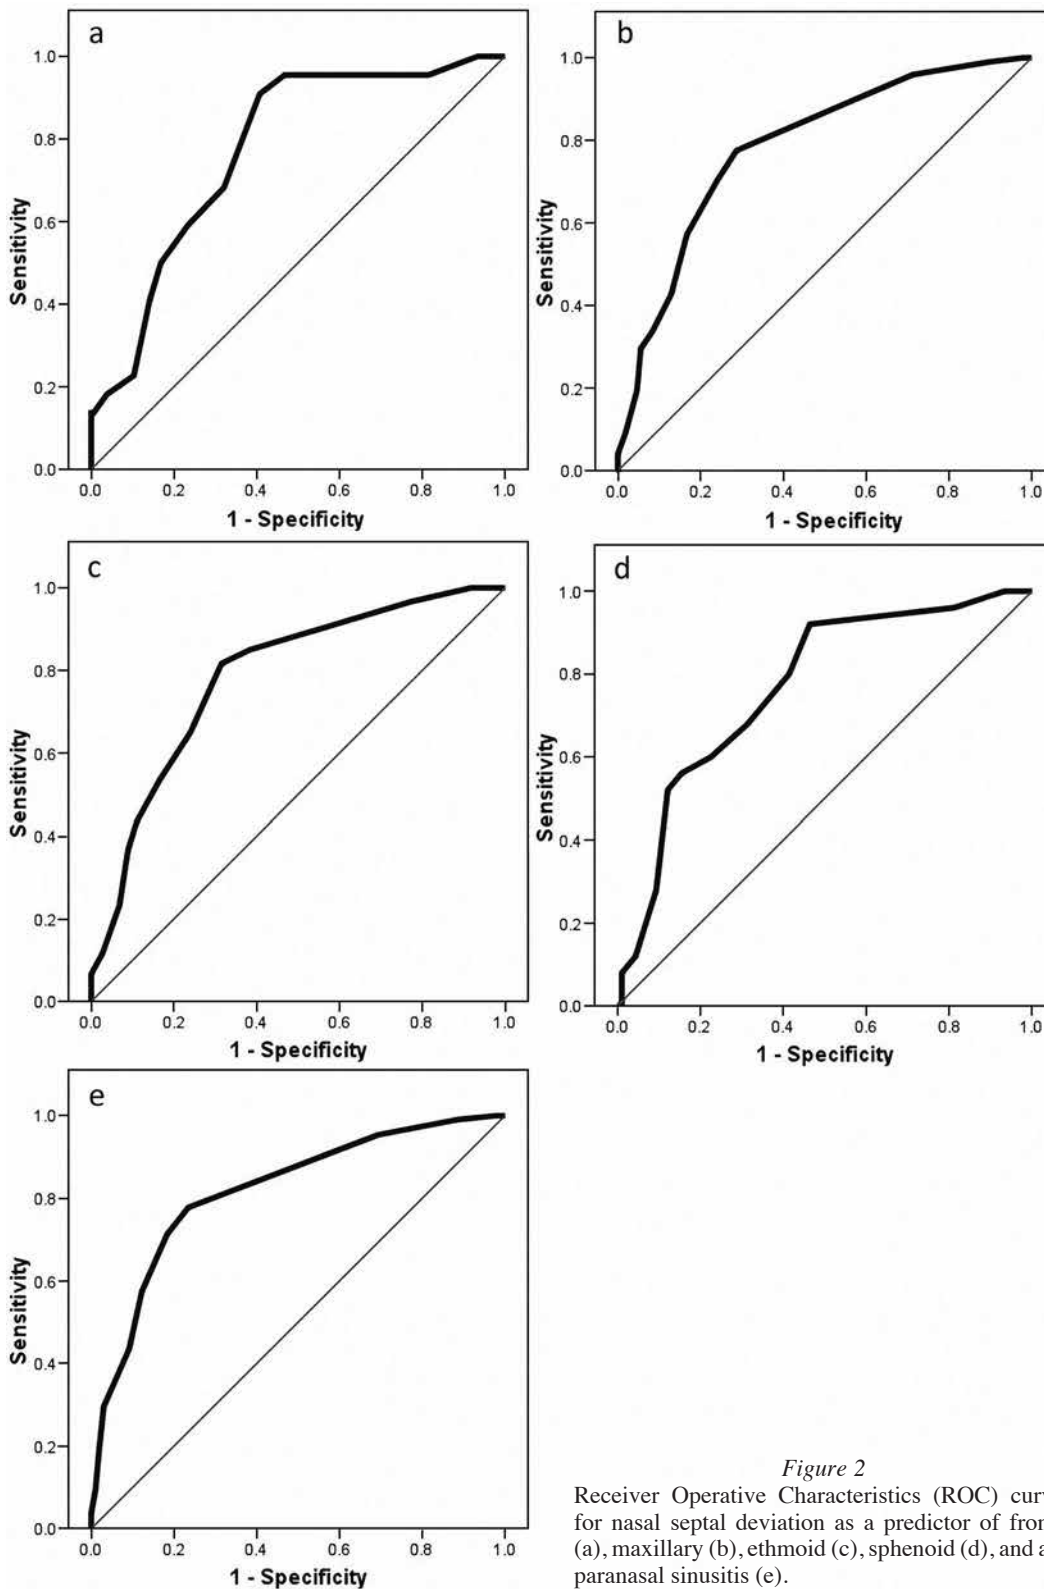 a
1.0
0.8
0.6
0.4
0.2
0.0
Sensitivity
0.0 0.2 0.4 0.6 0.8 1.0
1 - Specificity
b
1.0
0.8
0.6
0.4
0.2
0.0
Sensitivity
0.0 0.2 0.4 0.6 0.8 1.0
1 - Specificity
c
1.0
0.8
0.6
0.4
0.2
0.0
Sensitivity
0.0 0.2 0.4 0.6 0.8 1.0
1 - Specificity
d
1.0
0.8
0.6
0.4
0.2
0.0
Sensitivity
0.0 0.2 0.4 0.6 0.8 1.0
1 - Specificity
e
1.0
0.8
0.6
0.4
0.2
0.0
Sensitivity
0.0 0.2 0.4 0.6 0.8 1.0
1 - Specificity
Figure 2
Receiver Operative Characteristics (ROC)
for nasal septal deviation as a predictor of
(a), maxillary (b), ethmoid (c), sphenoid (d), and
paranasal sinusitis (e).